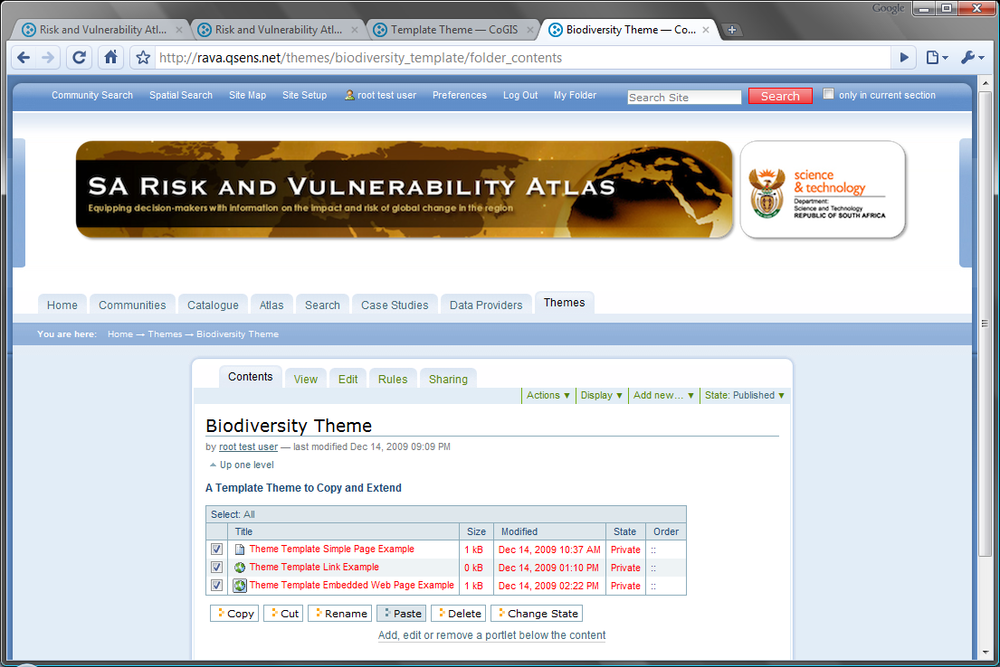 Google
Risk and Vulnerability Atl...
Risk and Vulnerability Atl...
Template Theme — CoGIS
Biodiversity Theme — Co...
http://rava.qsens.net/themes/biodiversity_template/folder_contents
Community Search Spatial Search Site Map Site Setup root test user Preferences Log Out My Folder Search Site Search only in current section
SA Risk and Vulnerability Atlas
Equipping decision-makers with information on the impact and risk of global change in the region
science
& technology
Department:
Science and Technology
REPUBLIC OF SOUTH AFRICA
Home Communities Catalogue Atlas Search Case Studies Data Providers Themes
You are here: Home → Themes → Biodiversity Theme
Contents View Edit Rules Sharing
Actions ▼ Display ▼ Add new… ▼ State: Published ▼
Biodiversity Theme
by root test user — last modified Dec 14, 2009 09:09 PM
Up one level
A Template Theme to Copy and Extend
Select: All
Title Size Modified State Order
Theme Template Simple Page Example 1 kB Dec 14, 2009 10:37 AM Private ::
Theme Template Link Example 0 kB Dec 14, 2009 01:10 PM Private ::
Theme Template Embedded Web Page Example 1 kB Dec 14, 2009 02:22 PM Private ::
Copy Cut Rename Paste Delete Change State
Add, edit or remove a portlet below the content